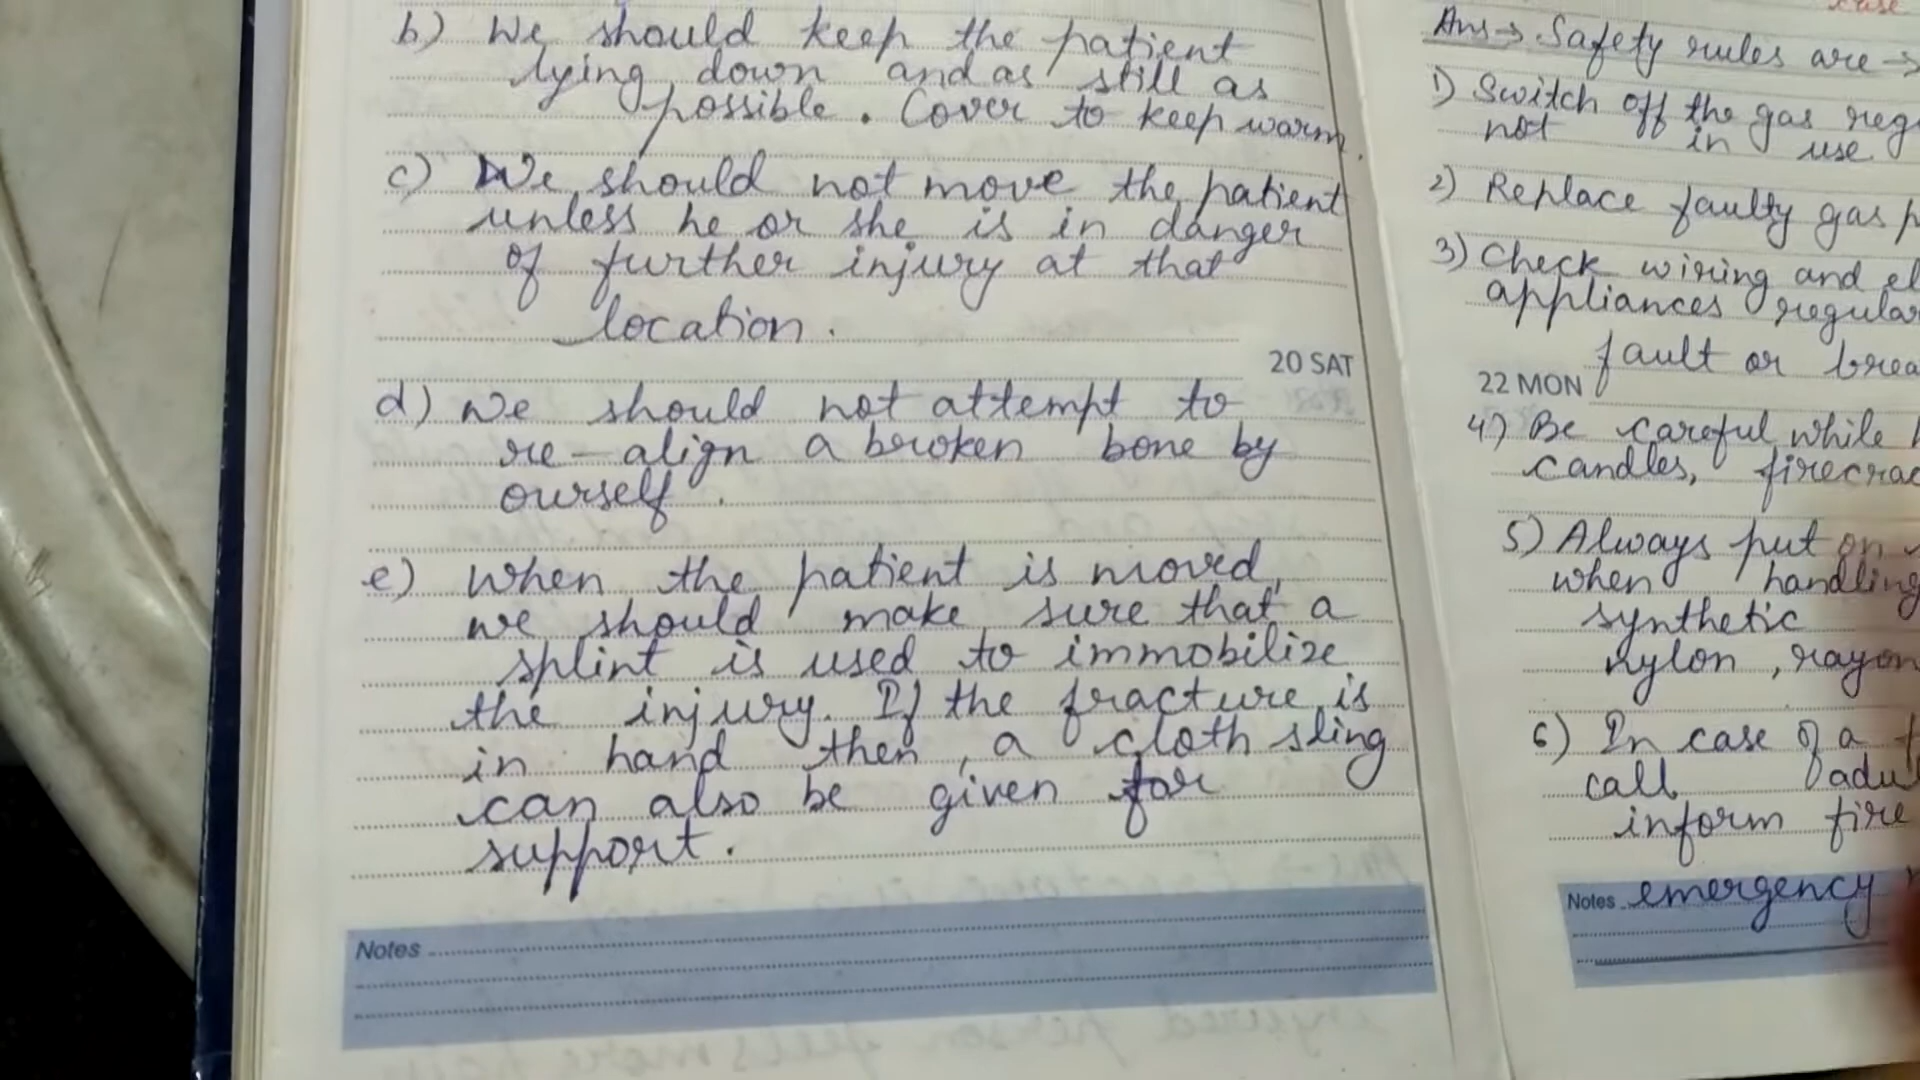 b) We should keep the patient
lying down and as still as
possible. Cover to keep warm.
c) We should not move the patient
unless he or she is in danger
of further injury at that
location.
20 SAT
d) We should not attempt to
re-align a broken bone by
ourself.
e) When the patient is moved,
we should make sure that a
splint is used to immobilize
the injury. If the fracture is
in hand then, a cloth sling
can also be given for
support.
Notes
Ans→ Safety rules are →
1) Switch off the gas
not in use
2) Replace faulty gas
3) Check wiring and
appliances
fault or
22 MON
4) Be careful while
candles,
5) Always put on
when handling
synthetic
nylon, rayon
6) In case of a
call
inform fire
Notes emergency